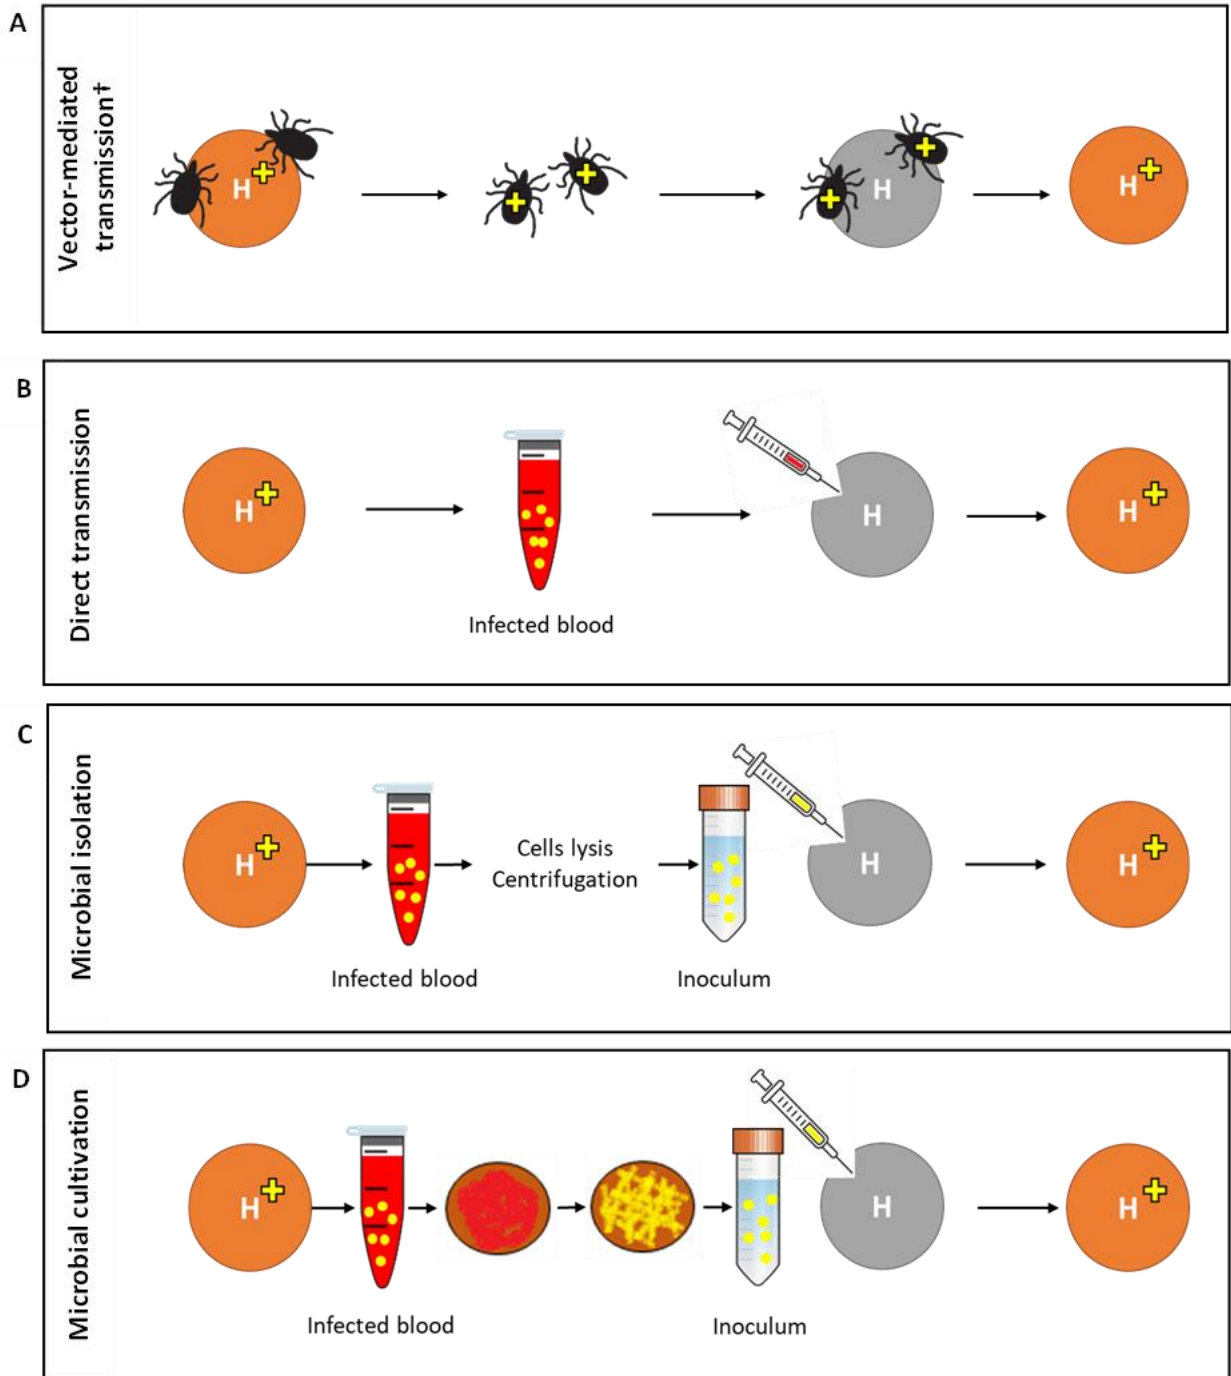 A
Vector-mediated
transmission†
H
H
H
B
Direct transmission
H
Infected blood
H
H
C
Microbial isolation
H
Infected blood
Cells lysis
Centrifugation
Inoculum
H
H
D
Microbial cultivation
H
Infected blood
Inoculum
H
H